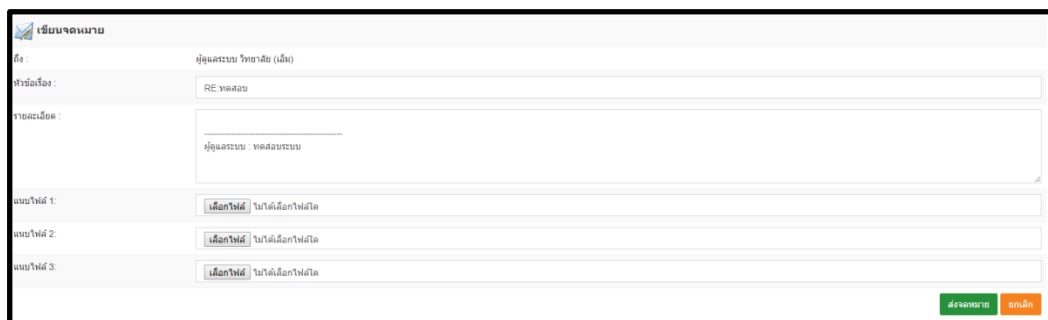 เขียนจดหมาย
ถึง : ผู้ดูแลระบบ วิทยาลัย (เอ็ม)
หัวข้อเรื่อง : RE:ทดสอบ
รายละเอียด :
-----------------------------------------------
ผู้ดูแลระบบ : ทดสอบระบบ
แนบไฟล์ 1: เลือกไฟล์ ไม่ได้เลือกไฟล์ใด
แนบไฟล์ 2: เลือกไฟล์ ไม่ได้เลือกไฟล์ใด
แนบไฟล์ 3: เลือกไฟล์ ไม่ได้เลือกไฟล์ใด
ส่งจดหมาย ยกเลิก